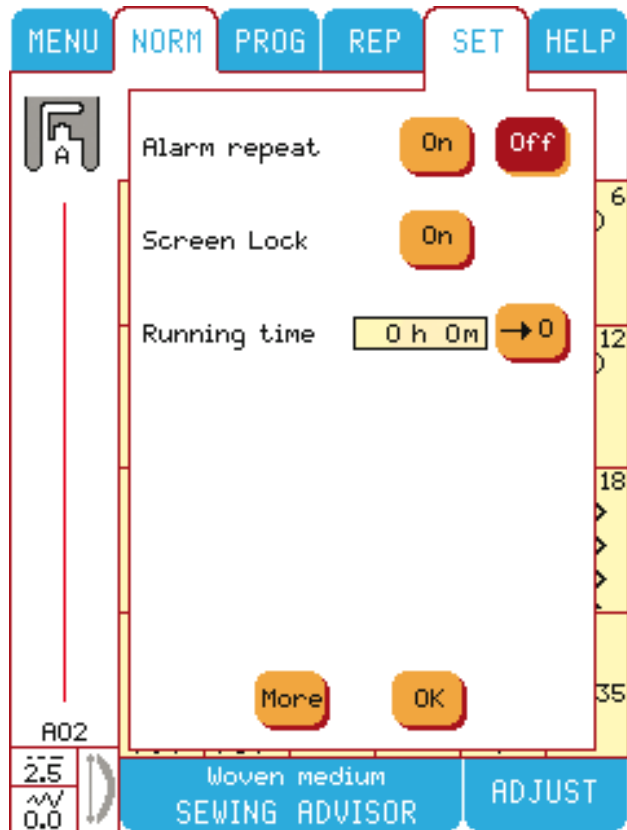 MENU NORM PROG REP SET HELP
A
Alarm repeat On Off
6
Screen Lock On
Running time 0 h 0m →0
12
18
More OK
35
A02
2.5
Woven medium
ADJUST
0.0
SEWING ADVISOR